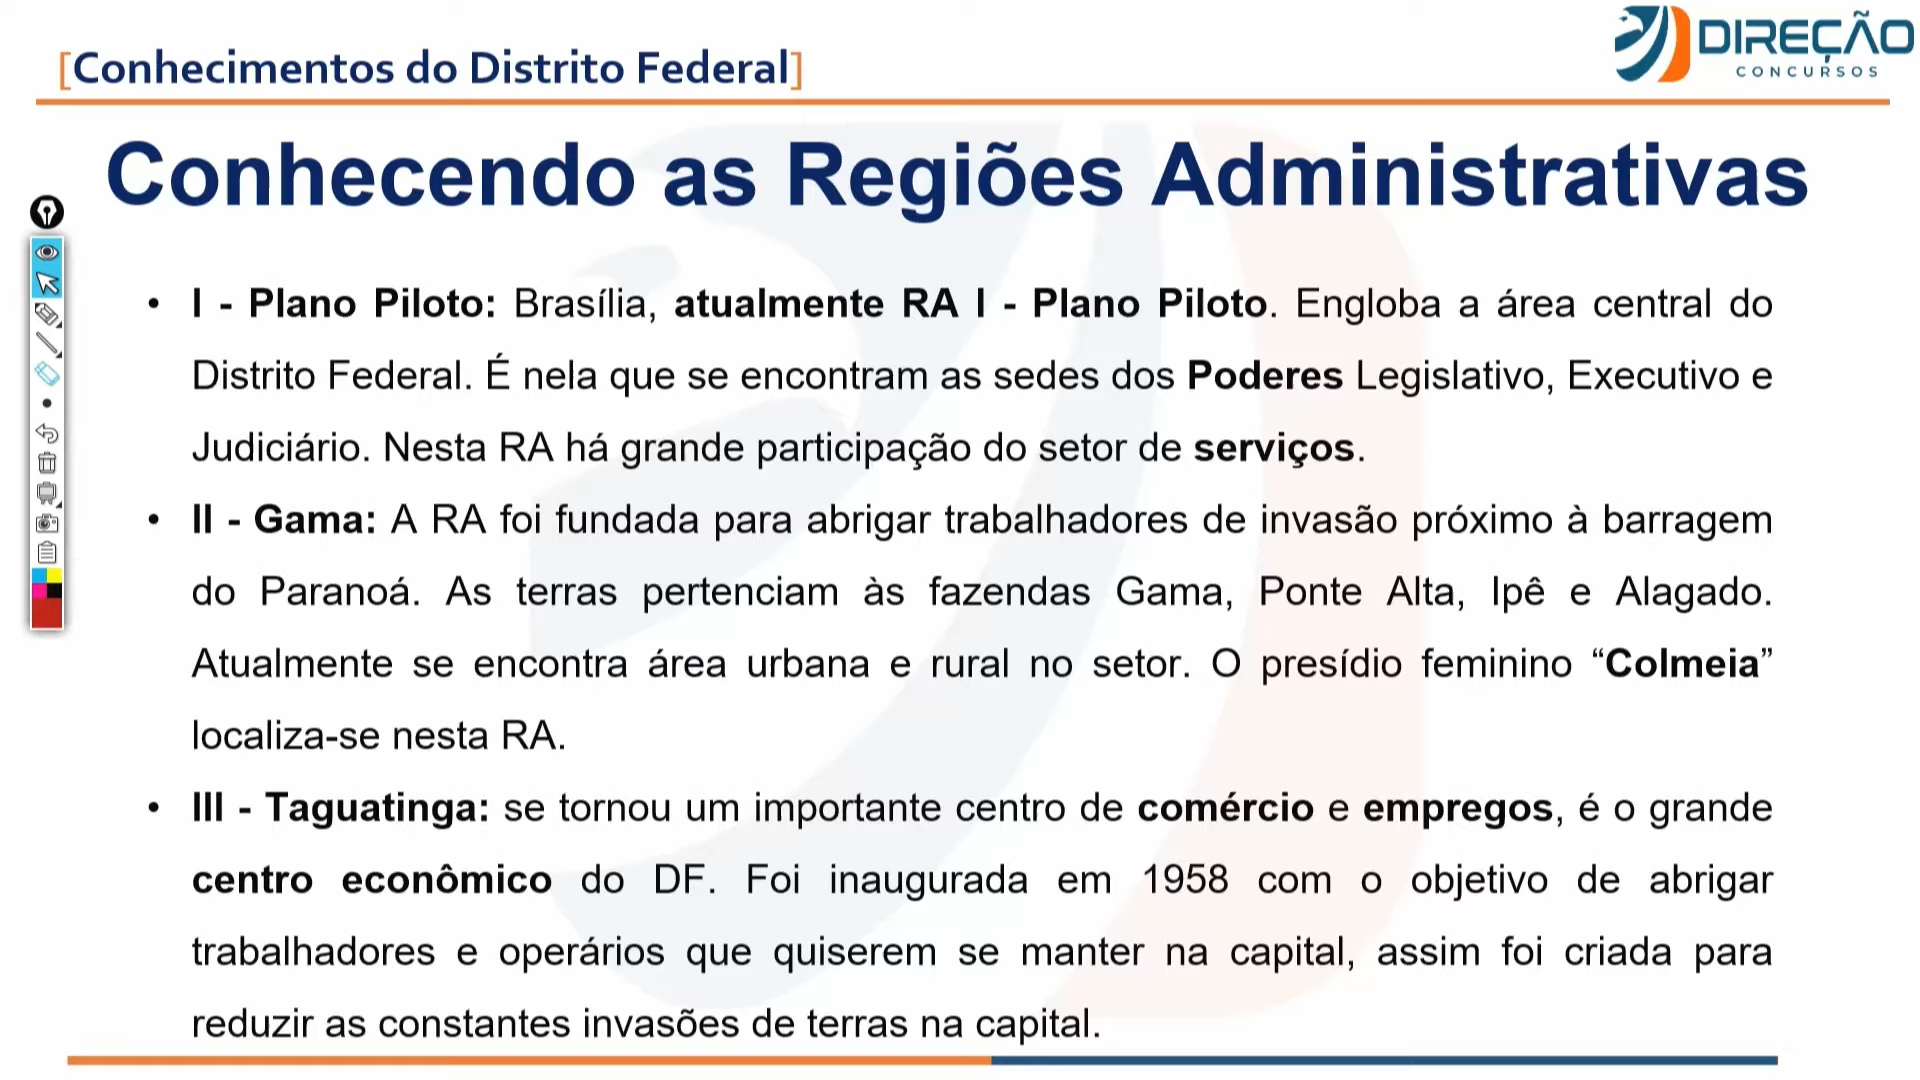 [Conhecimentos do Distrito Federal]
DIREÇÃO
CONCURSOS
Conhecendo as Regiões Administrativas
• I - Plano Piloto: Brasília, atualmente RA I - Plano Piloto. Engloba a área central do
Distrito Federal. É nela que se encontram as sedes dos Poderes Legislativo, Executivo e
Judiciário. Nesta RA há grande participação do setor de serviços.
• II - Gama: A RA foi fundada para abrigar trabalhadores de invasão próximo à barragem
do Paranoá. As terras pertenciam às fazendas Gama, Ponte Alta, Ipê e Alagado.
Atualmente se encontra área urbana e rural no setor. O presídio feminino “Colmeia”
localiza-se nesta RA.
• III - Taguatinga: se tornou um importante centro de comércio e empregos, é o grande
centro econômico do DF. Foi inaugurada em 1958 com o objetivo de abrigar
trabalhadores e operários que quiserem se manter na capital, assim foi criada para
reduzir as constantes invasões de terras na capital.